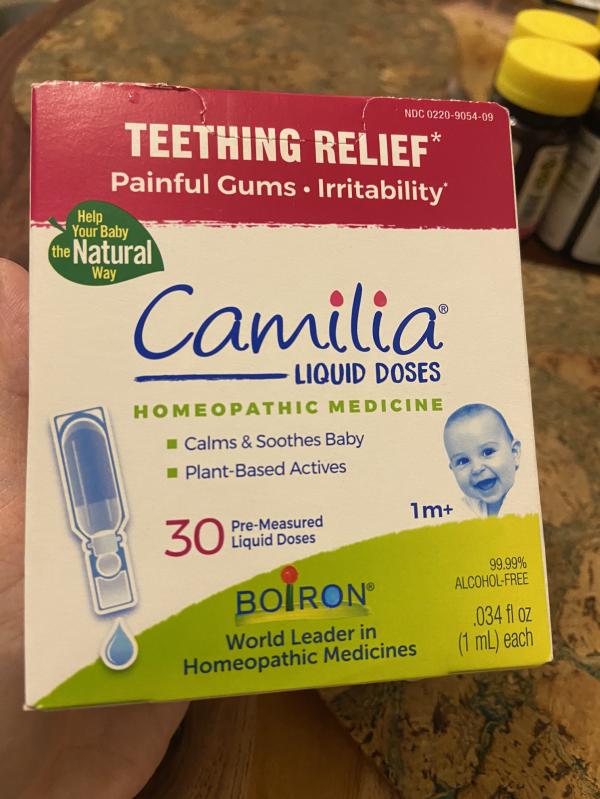 NDC 0220-9054-09
TEETHING RELIEF*
Painful Gums • Irritability*
Help
Your Baby
the Natural
Way
Camilia®
LIQUID DOSES
HOMEOPATHIC MEDICINE
Calms & Soothes Baby
Plant-Based Actives
1m+
30 Pre-Measured
Liquid Doses
99.99%
ALCOHOL-FREE
BOIRON®
World Leader in
Homeopathic Medicines
.034 fl oz
(1 mL) each